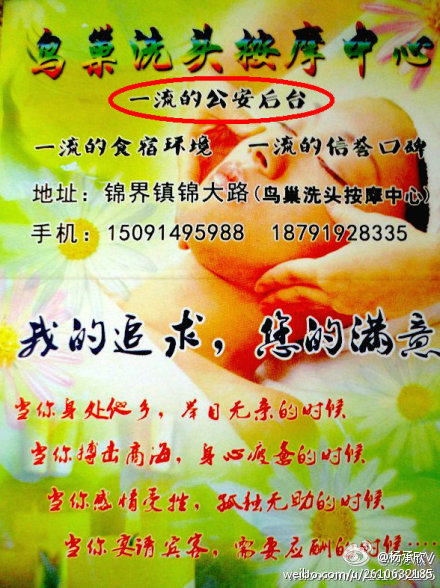 鸟巢洗头按摩中心
一流的公安后台
一流的食宿环境 一流的信誉口碑
地址：锦界镇锦大路(鸟巢洗头按摩中心)
手机：15091495988 18791928335
我的追求，您的满意
当你身处他乡，举目无亲的时候
当你搏击商海，身心疲惫的时候
当你感情受挫，孤独无助的时候
当你宴请宾客，需要应酬的时候……
@杨承欣V
weibo.com/u/2610632185